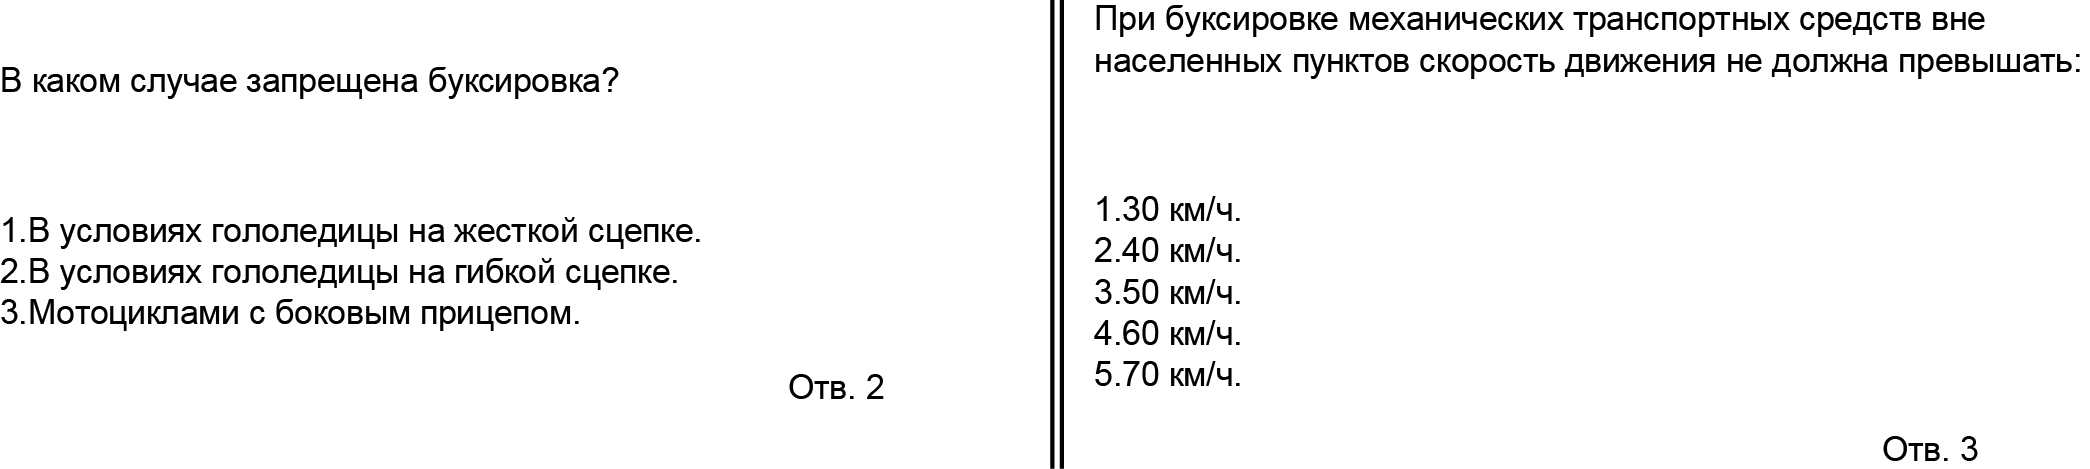 В каком случае запрещена буксировка?
1.В условиях гололедицы на жесткой сцепке.
2.В условиях гололедицы на гибкой сцепке.
3.Мотоциклами с боковым прицепом.
Отв. 2
При буксировке механических транспортных средств вне
населенных пунктов скорость движения не должна превышать:
1.30 км/ч.
2.40 км/ч.
3.50 км/ч.
4.60 км/ч.
5.70 км/ч.
Отв. 3